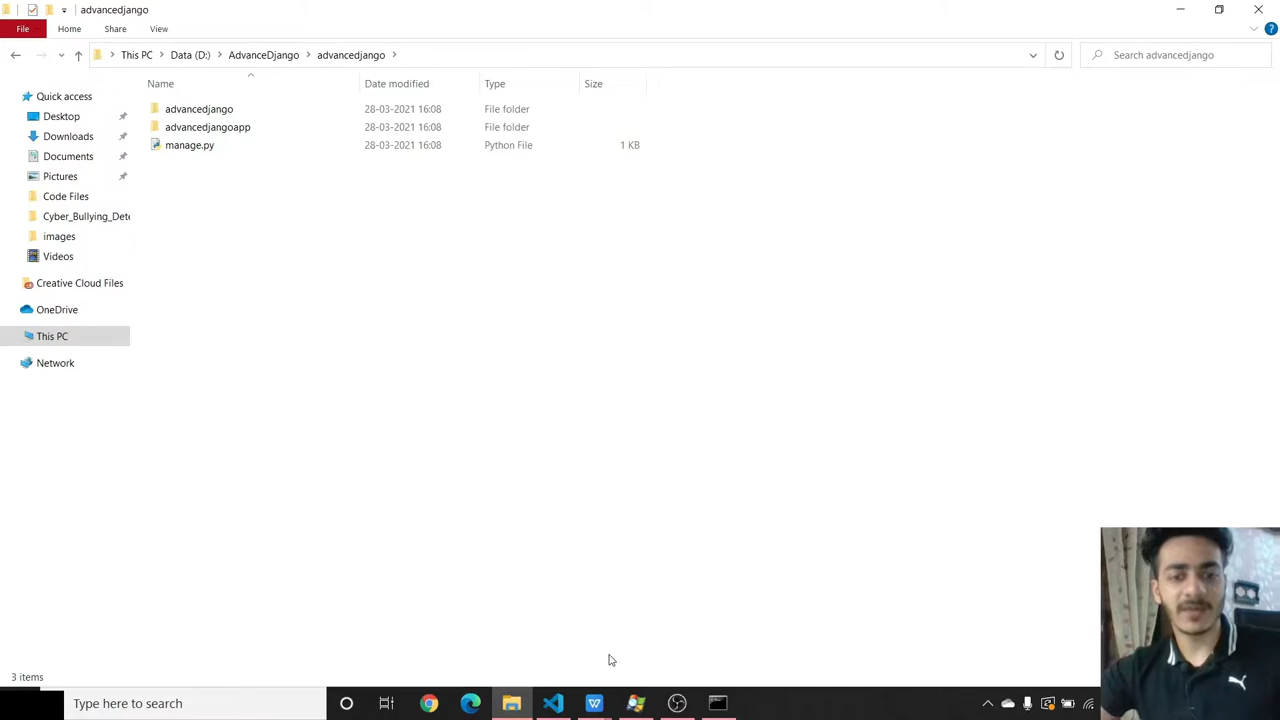 advancedjango
File Home Share View
This PC Data (D:) AdvanceDjango advancedjango Search advancedjango
Name Date modified Type Size
Quick access
Desktop
Downloads
Documents
Pictures
Code Files
Cyber_Bullying_Dete
images
Videos
Creative Cloud Files
OneDrive
This PC
Network
advancedjango 28-03-2021 16:08 File folder
advancedjangoapp 28-03-2021 16:08 File folder
manage.py 28-03-2021 16:08 Python File 1 KB
3 items
Type here to search